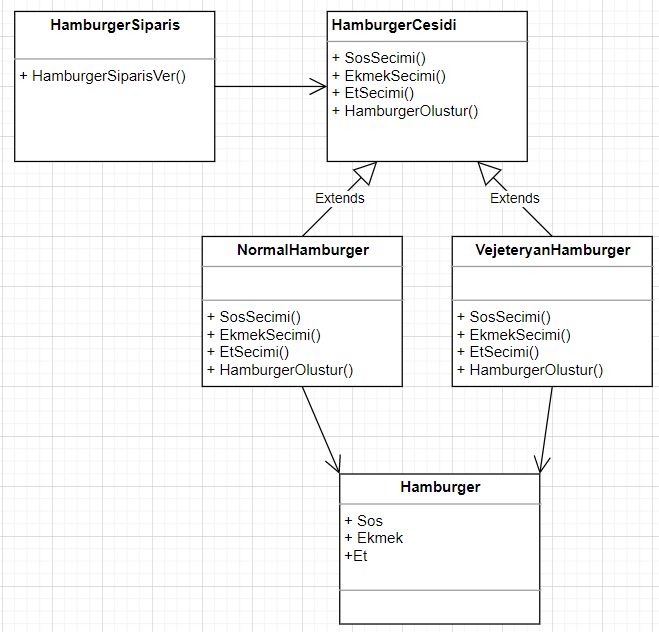 HamburgerSiparis
+ HamburgerSiparisVer()
HamburgerCesidi
+ SosSecimi()
+ EkmekSecimi()
+ EtSecimi()
+ HamburgerOlustur()
Extends
Extends
NormalHamburger
+ SosSecimi()
+ EkmekSecimi()
+ EtSecimi()
+ HamburgerOlustur()
VejeteryanHamburger
+ SosSecimi()
+ EkmekSecimi()
+ EtSecimi()
+ HamburgerOlustur()
Hamburger
+ Sos
+ Ekmek
+Et